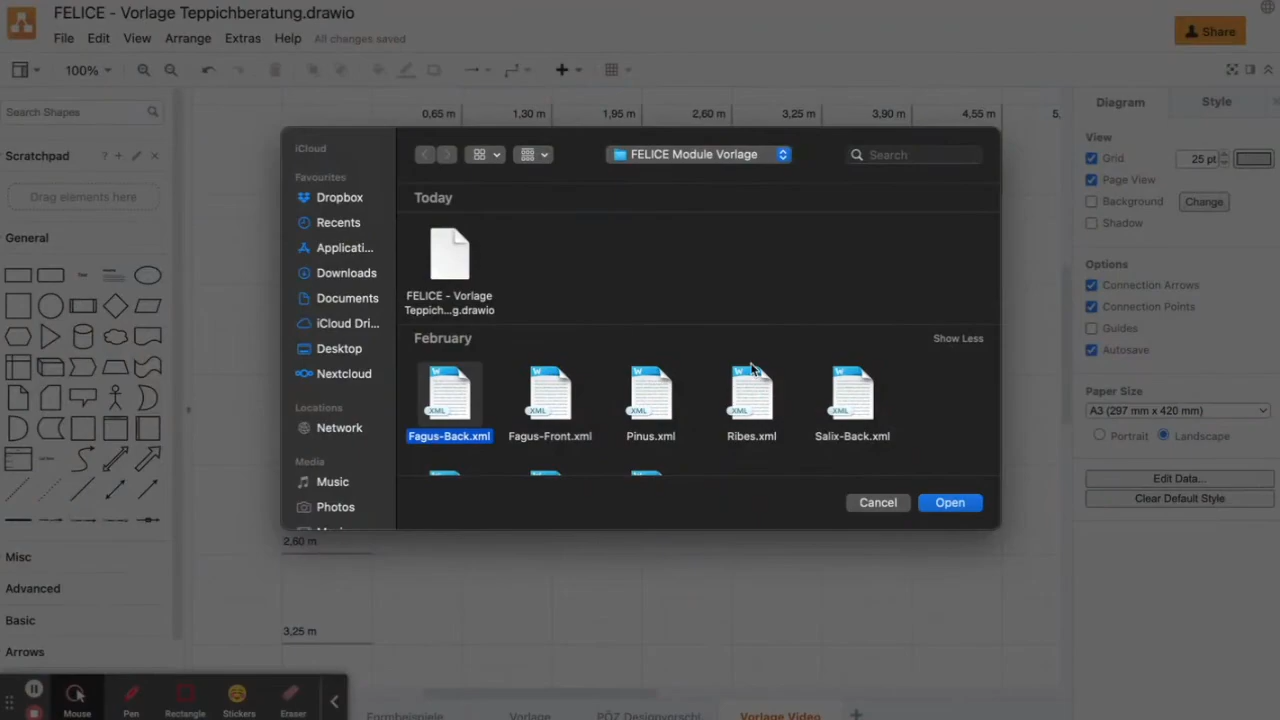 FELICE - Vorlage Teppichberatung.drawio
File Edit View Arrange Extras Help All changes saved
Share
100%
Search Shapes
0,65 m 1,30 m 1,95 m 2,60 m 3,25 m 3,90 m 4,55 m 5,
Diagram Style
Scratchpad
Drag elements here
General
iCloud
Favourites
Dropbox
Recents
Applicati...
Downloads
Documents
iCloud Dri...
Desktop
Nextcloud
Locations
Network
Media
Music
Photos
FELICE Module Vorlage
Search
Today
FELICE - Vorlage
Teppich...g.drawio
February
Show Less
Fagus-Back.xml Fagus-Front.xml Pinus.xml Ribes.xml Salix-Back.xml
Cancel Open
2,60 m
3,25 m
View
Grid 25 pt
Page View
Background Change
Shadow
Options
Connection Arrows
Connection Points
Guides
Autosave
Paper Size
A3 (297 mm x 420 mm)
Portrait Landscape
Edit Data...
Clear Default Style
Misc
Advanced
Basic
Arrows
Mouse Pen Rectangle Stickers Eraser
Formbeispiele Vorlage PÖZ Designvorschl... Vorlage Video